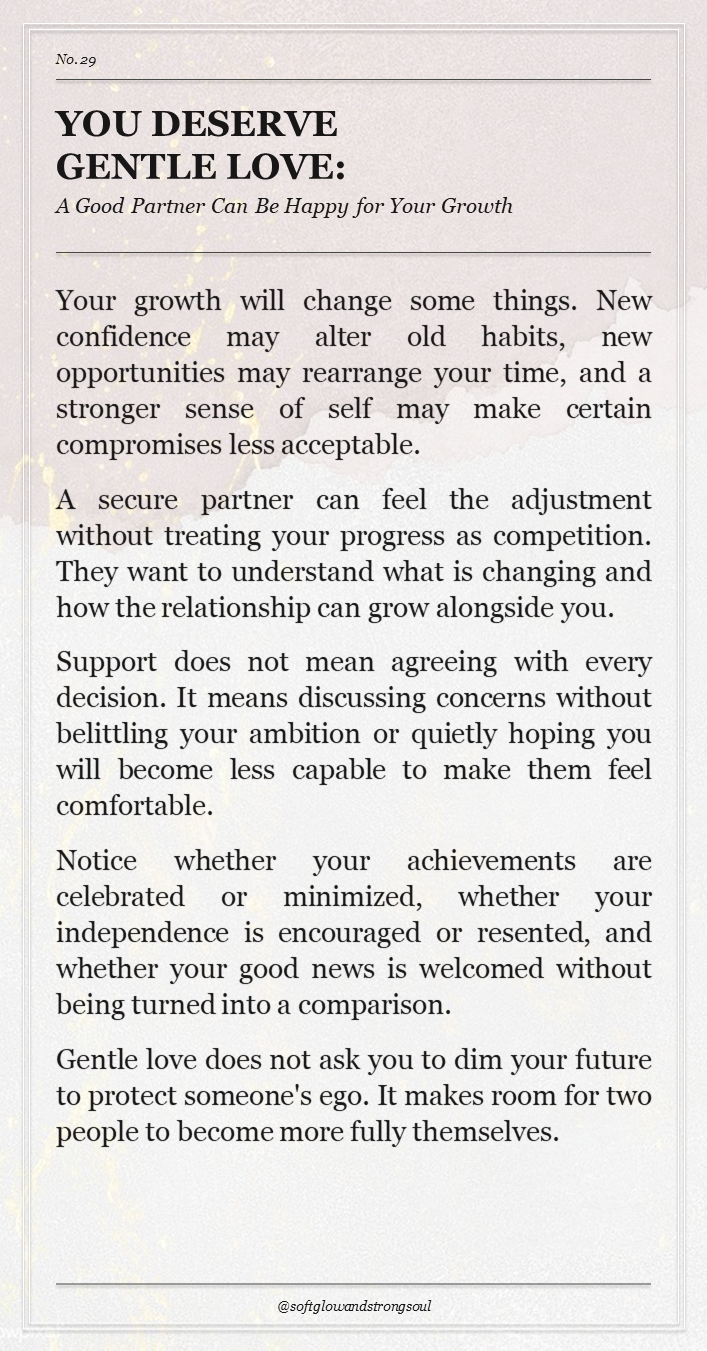 No. 29
YOU DESERVE
GENTLE LOVE:
A Good Partner Can Be Happy for Your Growth
Your growth will change some things. New
confidence may alter old habits, new
opportunities may rearrange your time, and a
stronger sense of self may make certain
compromises less acceptable.
A secure partner can feel the adjustment
without treating your progress as competition.
They want to understand what is changing and
how the relationship can grow alongside you.
Support does not mean agreeing with every
decision. It means discussing concerns without
belittling your ambition or quietly hoping you
will become less capable to make them feel
comfortable.
Notice whether your achievements are
celebrated or minimized, whether your
independence is encouraged or resented, and
whether your good news is welcomed without
being turned into a comparison.
Gentle love does not ask you to dim your future
to protect someone's ego. It makes room for two
people to become more fully themselves.
@softglowandstrongsoul